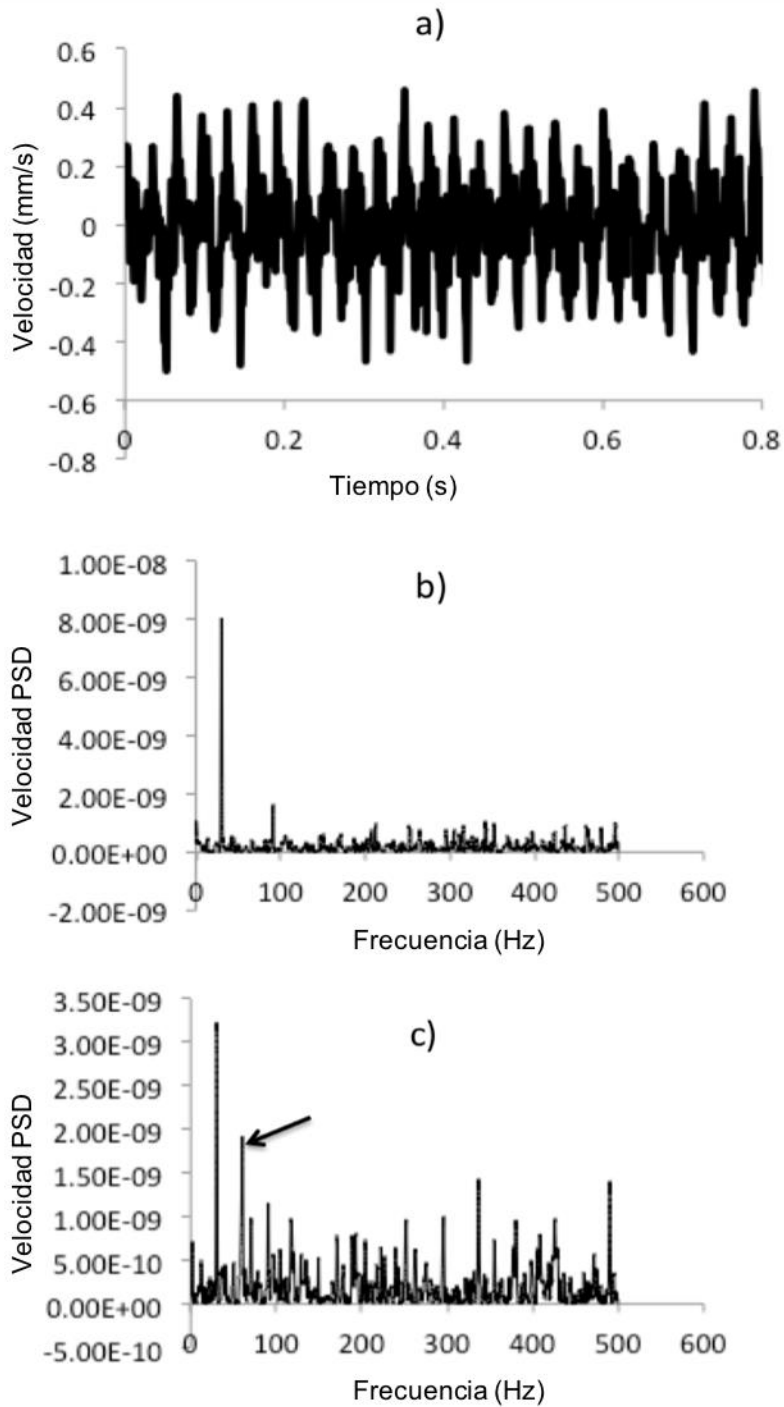 a)
0.6
0.4
0.2
0
-0.2
-0.4
-0.6
-0.8
Velocidad (mm/s)
0 0.2 0.4 0.6 0.8
Tiempo (s)
b)
1.00E-08
8.00E-09
6.00E-09
4.00E-09
2.00E-09
0.00E+00
-2.00E-09
Velocidad PSD
0 100 200 300 400 500 600
Frecuencia (Hz)
c)
3.50E-09
3.00E-09
2.50E-09
2.00E-09
1.50E-09
1.00E-09
5.00E-10
0.00E+00
-5.00E-10
Velocidad PSD
0 100 200 300 400 500 600
Frecuencia (Hz)